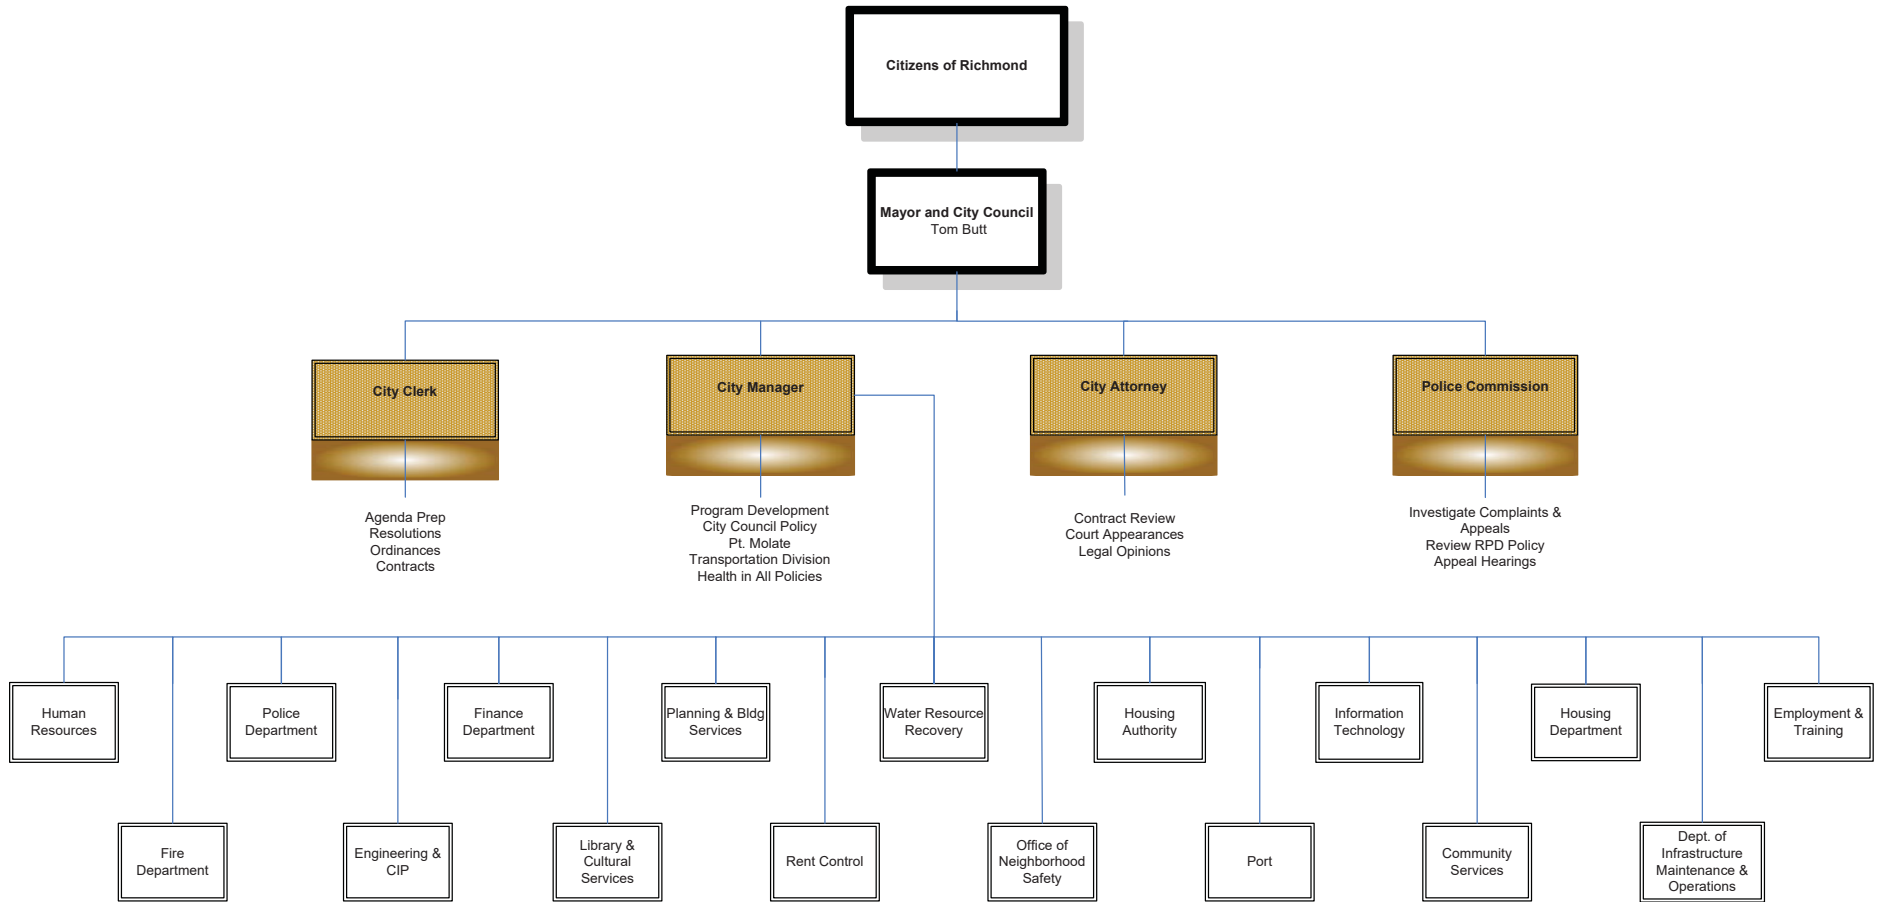 Citizens of Richmond
Mayor and City Council
Tom Butt
City Clerk
City Manager
City Attorney
Police Commission
Agenda Prep
Resolutions
Ordinances
Contracts
Program Development
City Council Policy
Pt. Molate
Transportation Division
Health in All Policies
Contract Review
Court Appearances
Legal Opinions
Investigate Complaints &
Appeals
Review RPD Policy
Appeal Hearings
Human
Resources
Police
Department
Finance
Department
Planning & Bldg
Services
Water Resource
Recovery
Housing
Authority
Information
Technology
Housing
Department
Employment &
Training
Fire
Department
Engineering &
CIP
Library &
Cultural
Services
Rent Control
Office of
Neighborhood
Safety
Port
Community
Services
Dept. of
Infrastructure
Maintenance &
Operations